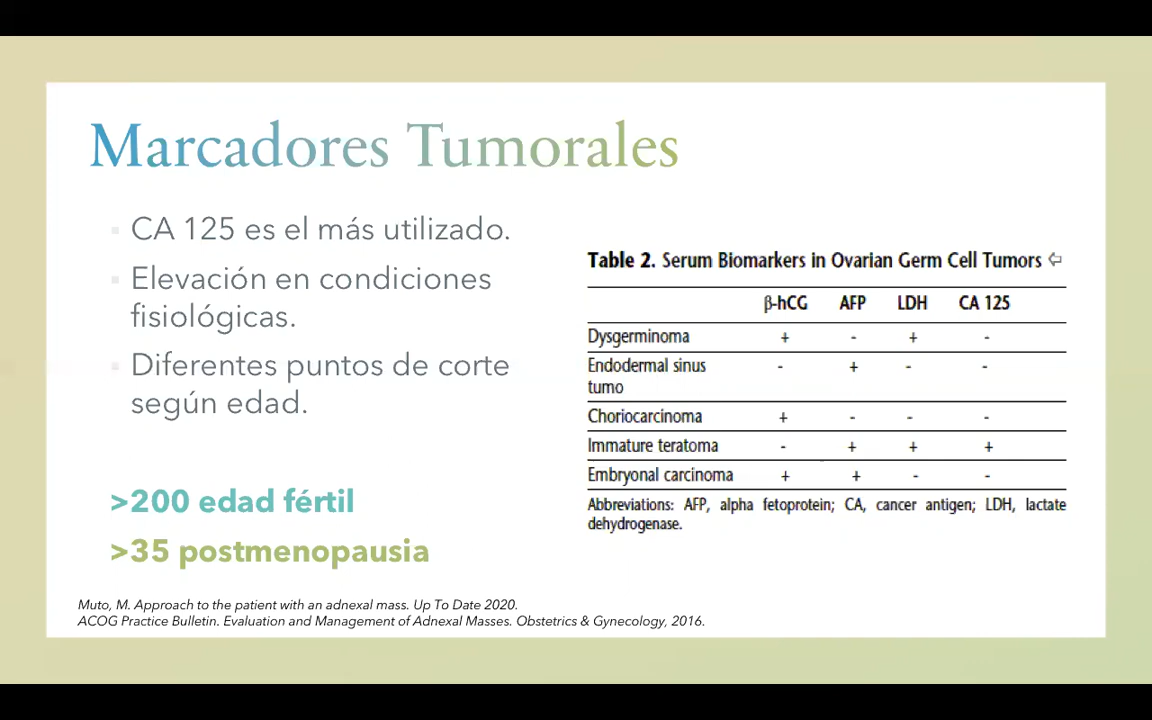 Marcadores Tumorales
CA 125 es el más utilizado.
Elevación en condiciones
fisiológicas.
Diferentes puntos de corte
según edad.
>200 edad fértil
>35 postmenopausia
Table 2. Serum Biomarkers in Ovarian Germ Cell Tumors
β-hCG AFP LDH CA 125
Dysgerminoma + - + -
Endodermal sinus - + - -
tumo
Choriocarcinoma + - - -
Immature teratoma - + + +
Embryonal carcinoma + + - -
Abbreviations: AFP, alpha fetoprotein; CA, cancer antigen; LDH, lactate
dehydrogenase.
Muto, M. Approach to the patient with an adnexal mass. Up To Date 2020.
ACOG Practice Bulletin. Evaluation and Management of Adnexal Masses. Obstetrics & Gynecology, 2016.